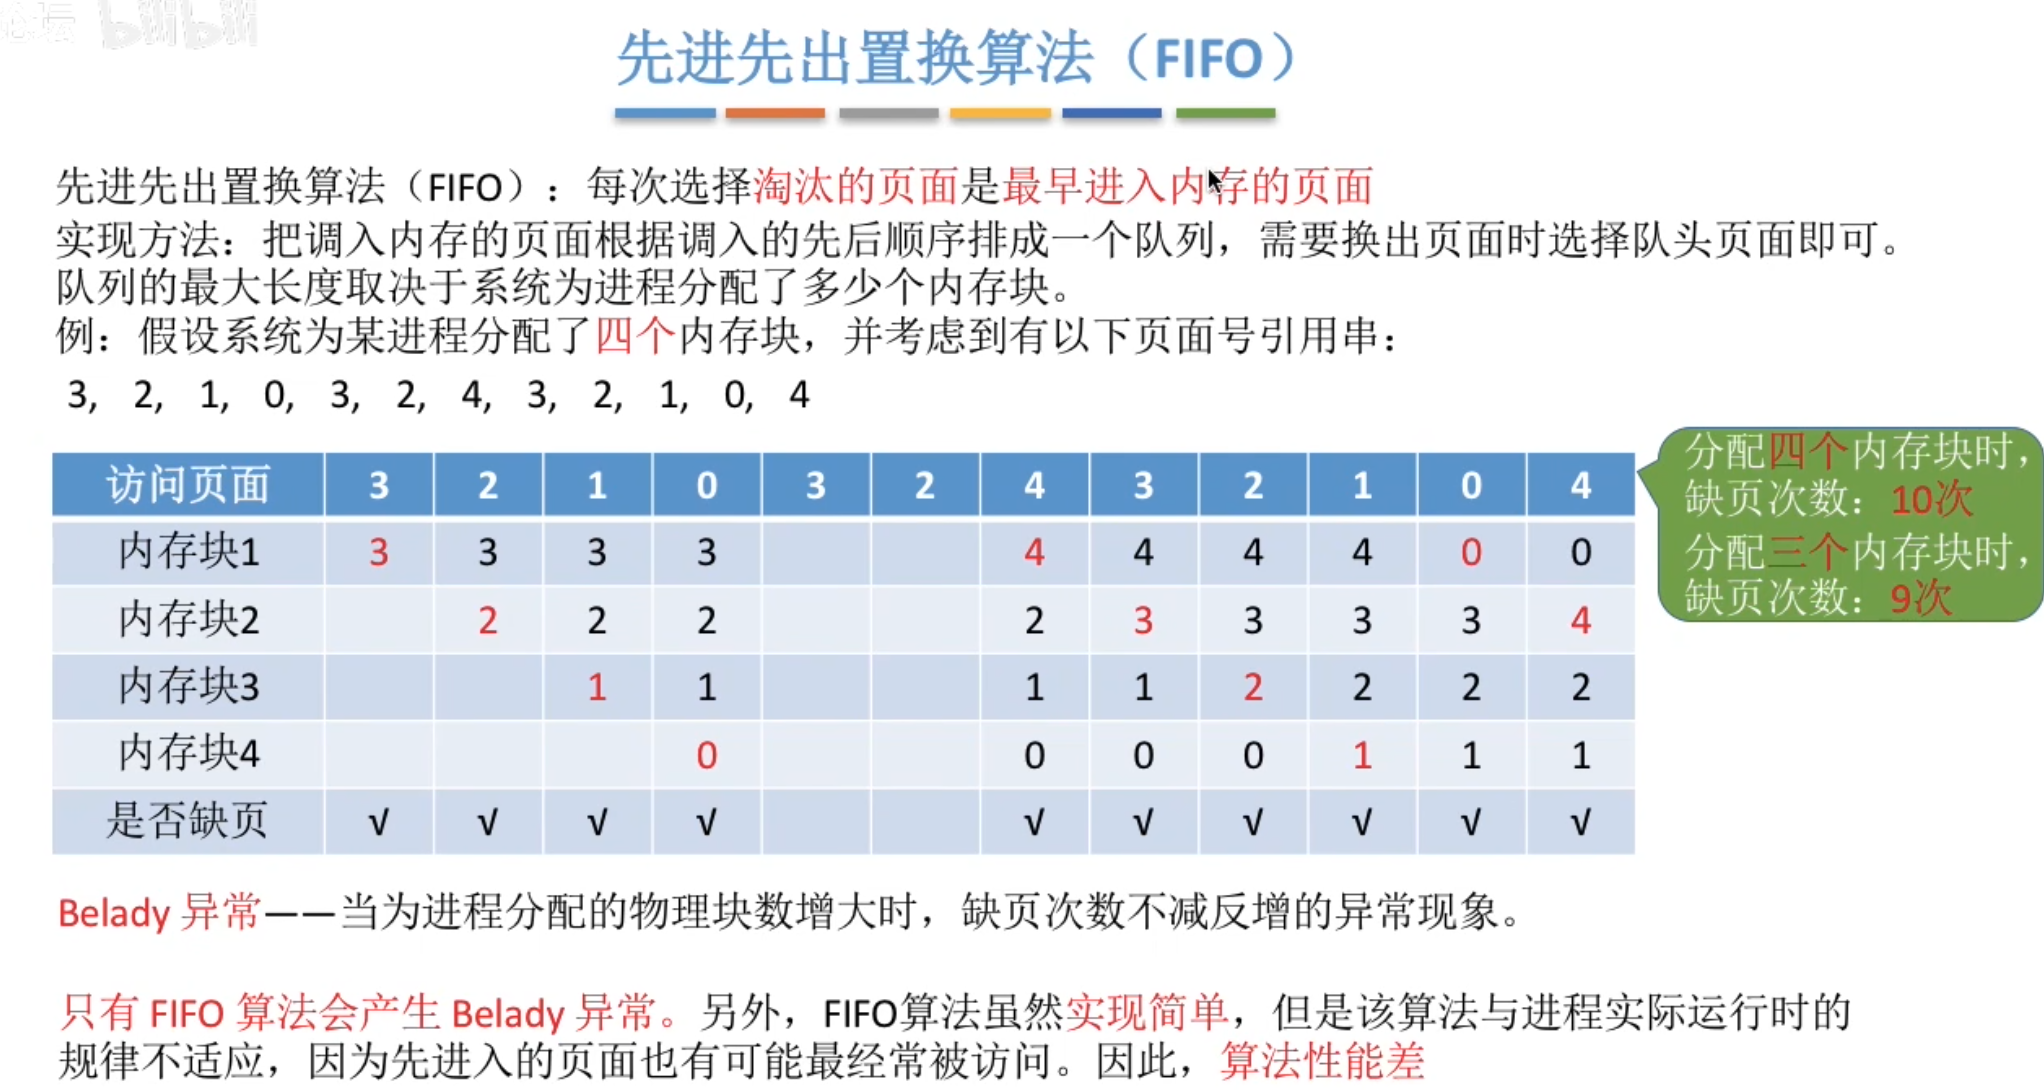 论坛 bilibili
先进先出置换算法（FIFO）
先进先出置换算法（FIFO）：每次选择淘汰的页面是最早进入内存的页面
实现方法：把调入内存的页面根据调入的先后顺序排成一个队列，需要换出页面时选择队头页面即可。
队列的最大长度取决于系统为进程分配了多少个内存块。
例：假设系统为某进程分配了四个内存块，并考虑到有以下页面号引用串：
3, 2, 1, 0, 3, 2, 4, 3, 2, 1, 0, 4
访问页面 3 2 1 0 3 2 4 3 2 1 0 4
内存块1 3 3 3 3 4 4 4 4 0 0
内存块2 2 2 2 2 3 3 3 3 4
内存块3 1 1 1 1 2 2 2 2
内存块4 0 0 0 0 1 1 1
是否缺页 √ √ √ √ √ √ √ √ √ √
分配四个内存块时，
缺页次数：10次
分配三个内存块时，
缺页次数：9次
Belady 异常——当为进程分配的物理块数增大时，缺页次数不减反增的异常现象。
只有 FIFO 算法会产生 Belady 异常。另外，FIFO算法虽然实现简单，但是该算法与进程实际运行时的
规律不适应，因为先进入的页面也有可能最经常被访问。因此，算法性能差